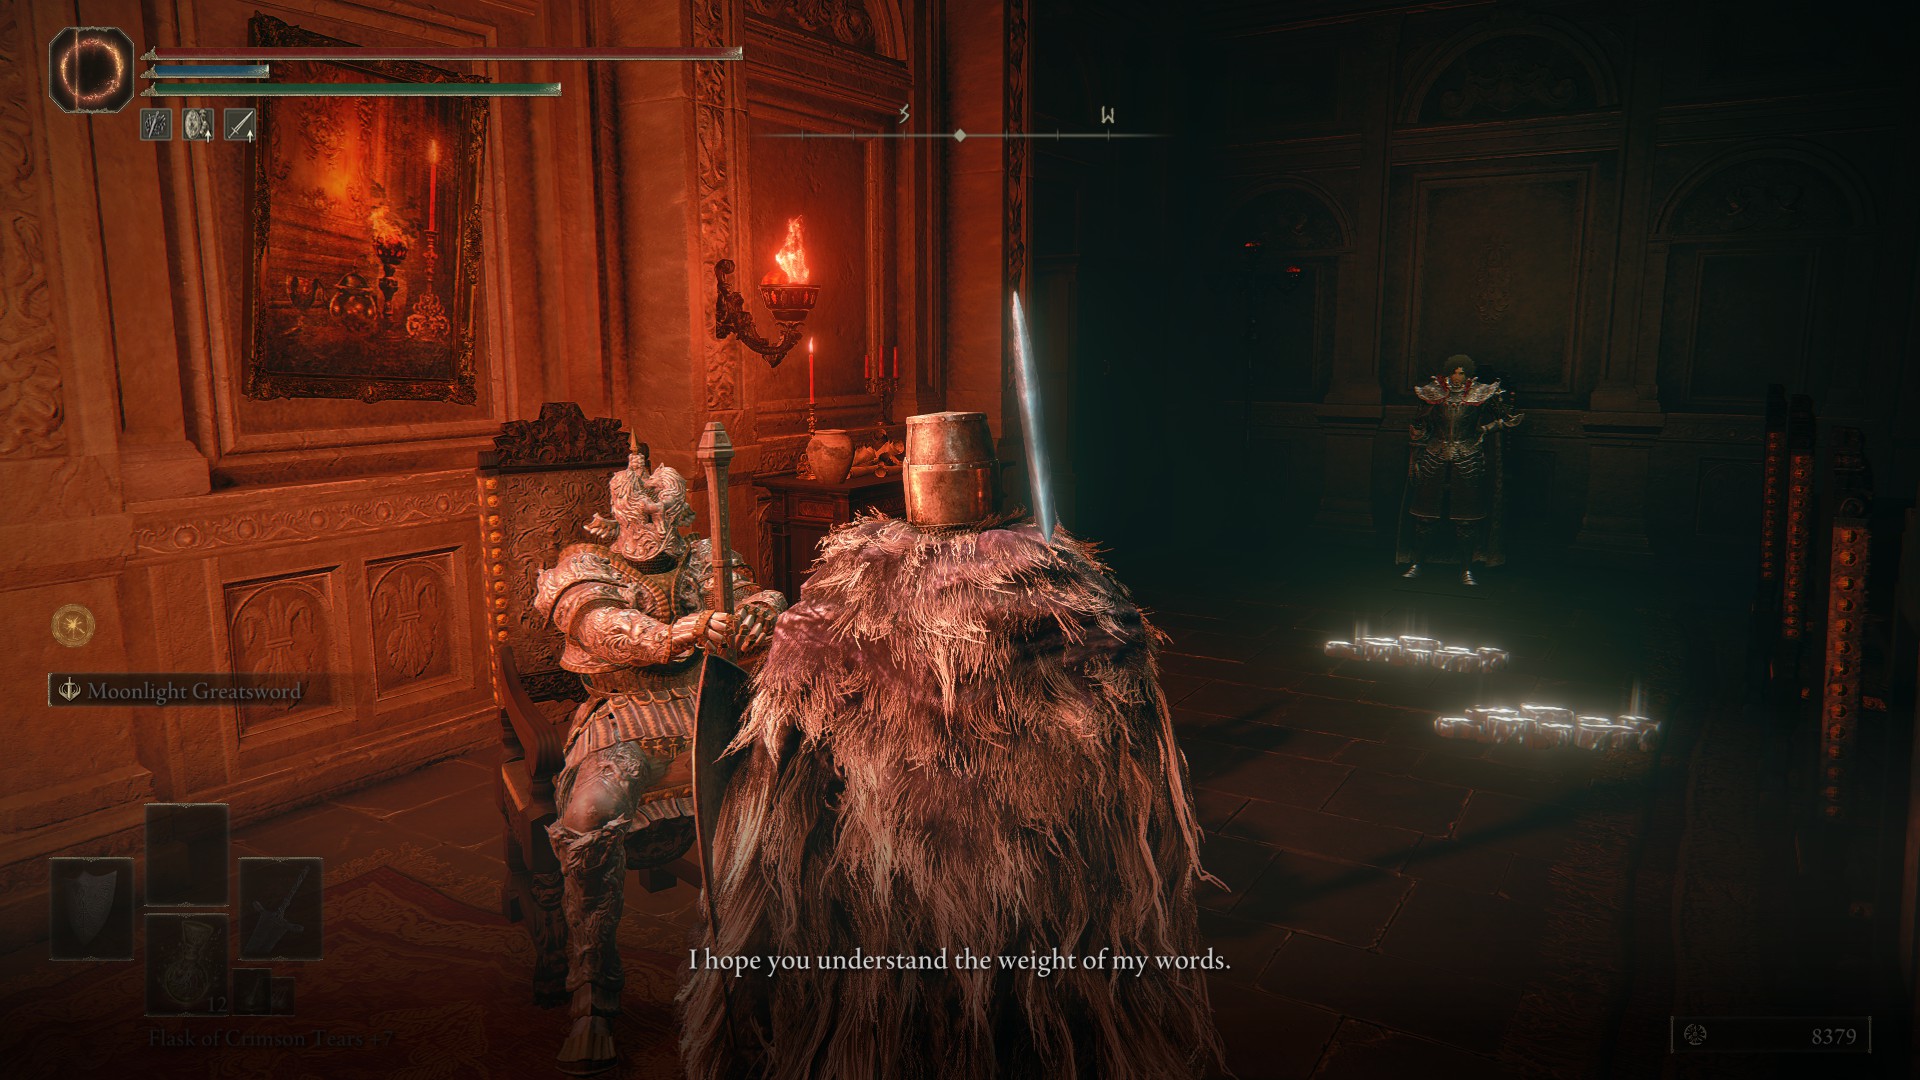 S
W
Moonlight Greatsword
I hope you understand the weight of my words.
12
Flask of Crimson Tears +7
8379